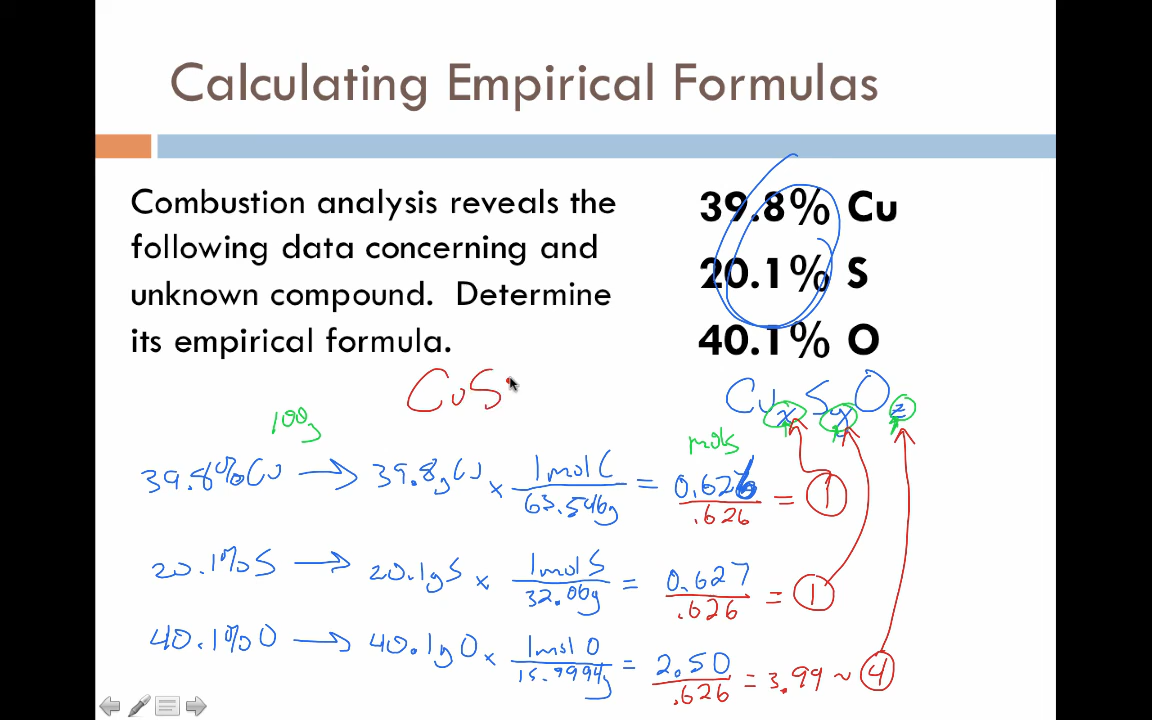 Calculating Empirical Formulas
Combustion analysis reveals the
following data concerning and
unknown compound. Determine
its empirical formula.
39.8% Cu
20.1% S
40.1% O
CuS
CuxSyOz
100g
mols
39.8%Cu → 39.8gCu × 1molC / 63.546g = 0.626 / .626 = 1
20.1%S → 20.1gS × 1molS / 32.06g = 0.627 / .626 = 1
40.1%O → 40.1gO × 1molO / 15.9994g = 2.50 / .626 = 3.99 ~ 4